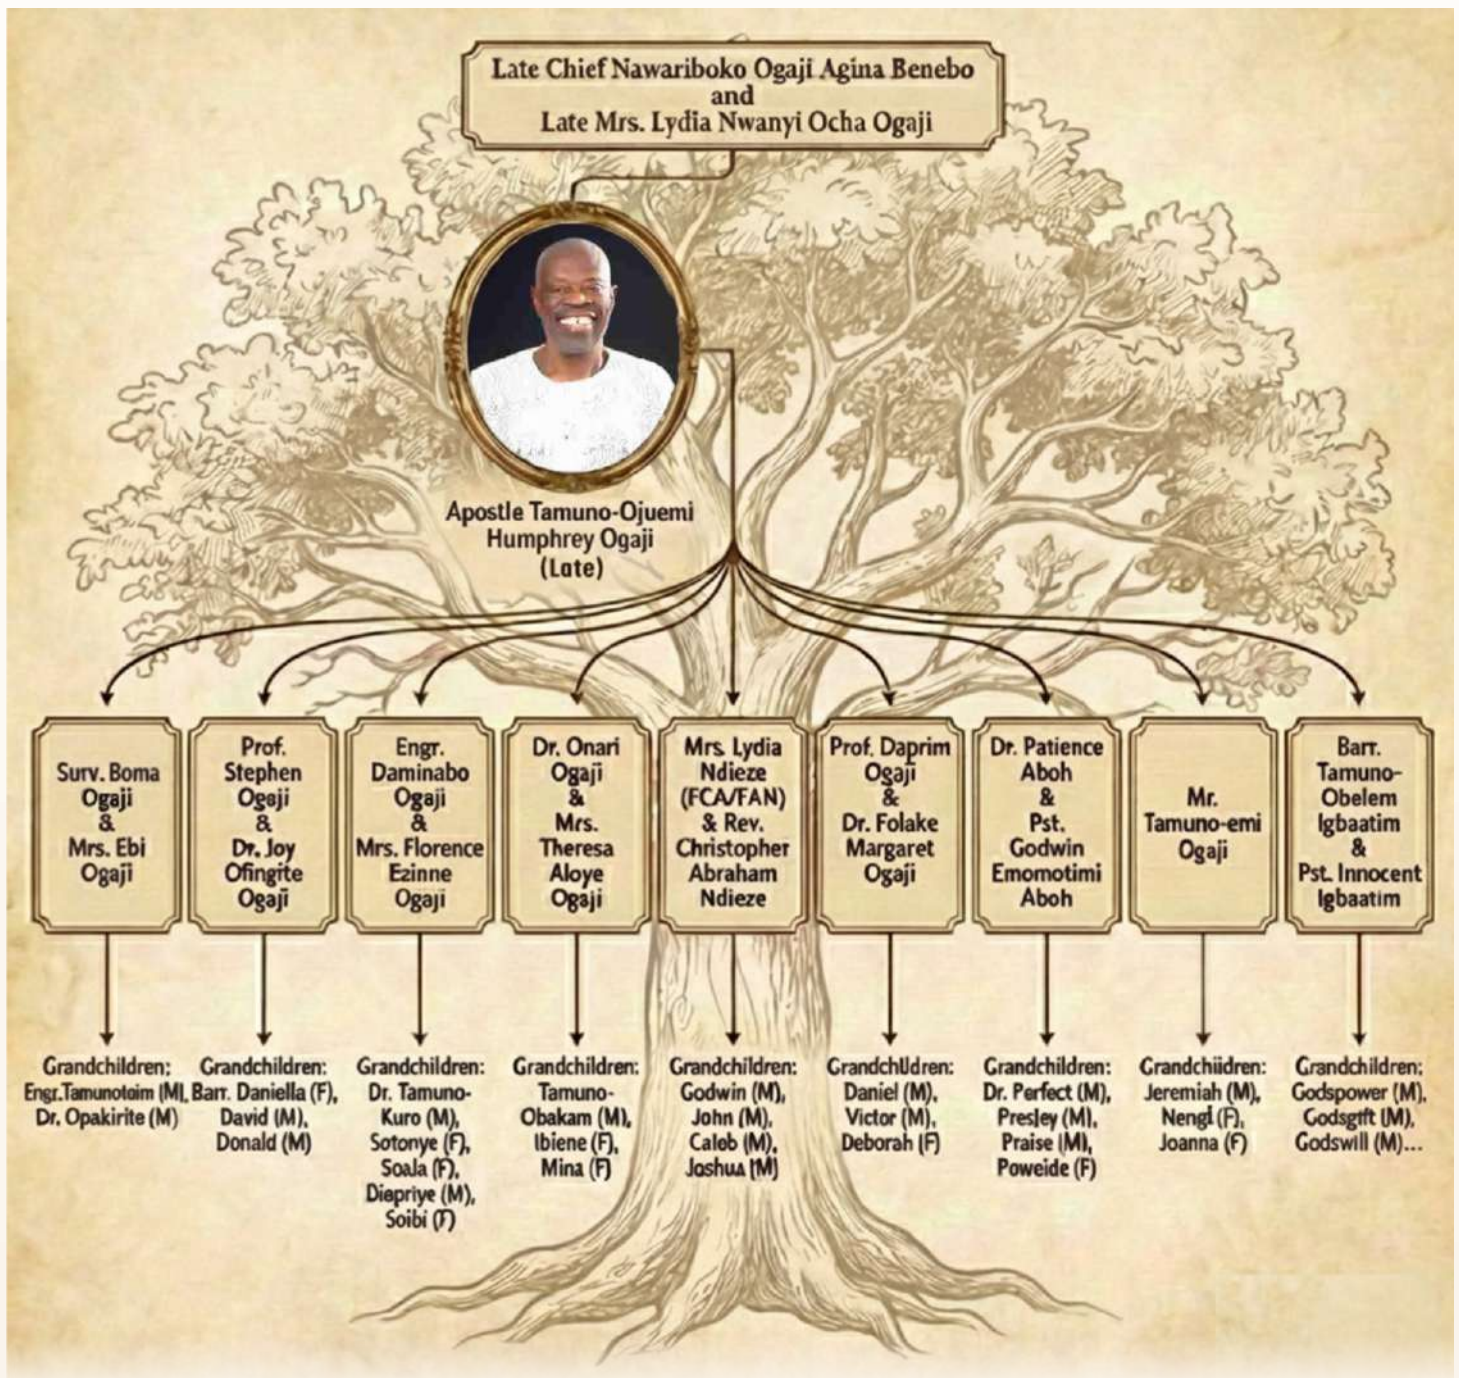 Late Chief Nawariboko Ogaji Agina Benebo
and
Late Mrs. Lydia Nwanyi Ocha Ogaji
Apostle Tamuno-Ojuemi
Humphrey Ogaji
(Late)
Surv. Boma
Ogaji
&
Mrs. Ebi
Ogaji
Prof.
Stephen
Ogaji
&
Dr. Joy
Ofingite
Ogaji
Engr.
Daminabo
Ogaji
&
Mrs. Florence
Ezinne
Ogaji
Dr. Onari
Ogaji
&
Mrs.
Theresa
Aloye
Ogaji
Mrs. Lydia
Ndieze
(FCA/FAN)
& Rev.
Christopher
Abraham
Ndieze
Prof. Daprim
Ogaji
&
Dr. Folake
Margaret
Ogaji
Dr. Patience
Aboh
&
Pst.
Godwin
Emomotimi
Aboh
Mr.
Tamuno-emi
Ogaji
Barr.
Tamuno-
Obelem
Igbaatim
&
Pst. Innocent
Igbaatim
Grandchildren:
Engr.Tamunotoim (M),
Dr. Opakirite (M)
Grandchildren:
Barr. Daniella (F),
David (M),
Donald (M)
Grandchildren:
Dr. Tamuno-
Kuro (M),
Sotonye (F),
Soala (F),
Diepriye (M),
Soibi (F)
Grandchildren:
Tamuno-
Obakam (M),
Ibiene (F),
Mina (F)
Grandchildren:
Godwin (M),
John (M),
Caleb (M),
Joshua (M)
Grandchildren:
Daniel (M),
Victor (M),
Deborah (F)
Grandchildren:
Dr. Perfect (M),
Presley (M),
Praise (M),
Poweide (F)
Grandchildren:
Jeremiah (M),
Nengi (F),
Joanna (F)
Grandchildren:
Godspower (M),
Godsgift (M),
Godswill (M)...